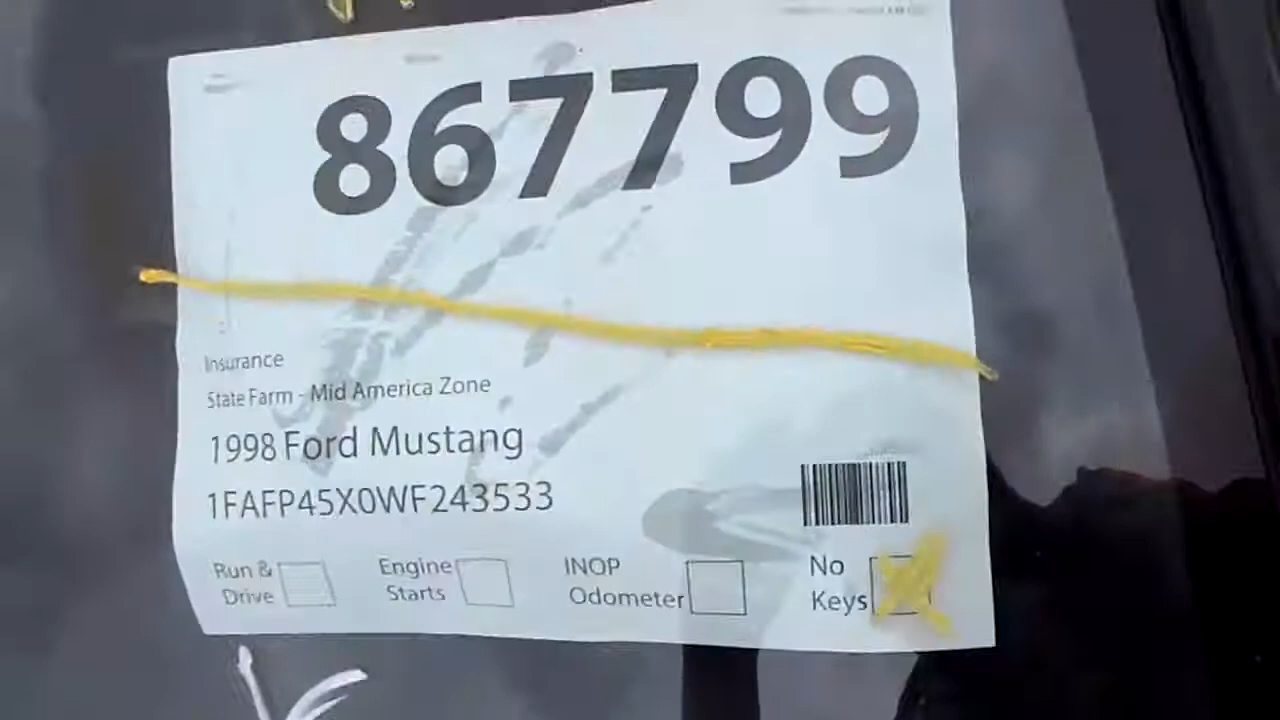 867799
Insurance
State Farm - Mid America Zone
1998 Ford Mustang
1FAFP45X0WF243533
Run & Drive
Engine Starts
INOP Odometer
No Keys